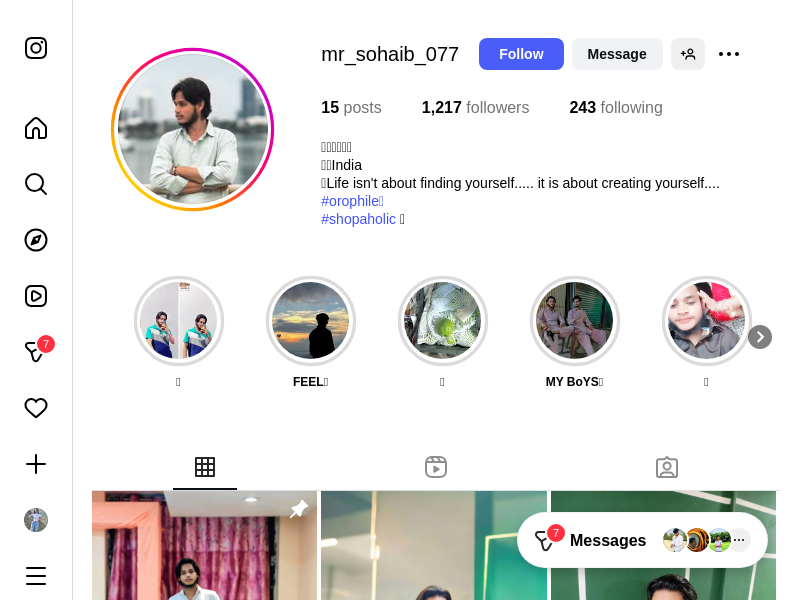 mr_sohaib_077
Follow
Message
15 posts
1,217 followers
243 following
India
Life isn't about finding yourself..... it is about creating yourself....
#orophile
#shopaholic
7
FEEL
MY BoYS
7
Messages